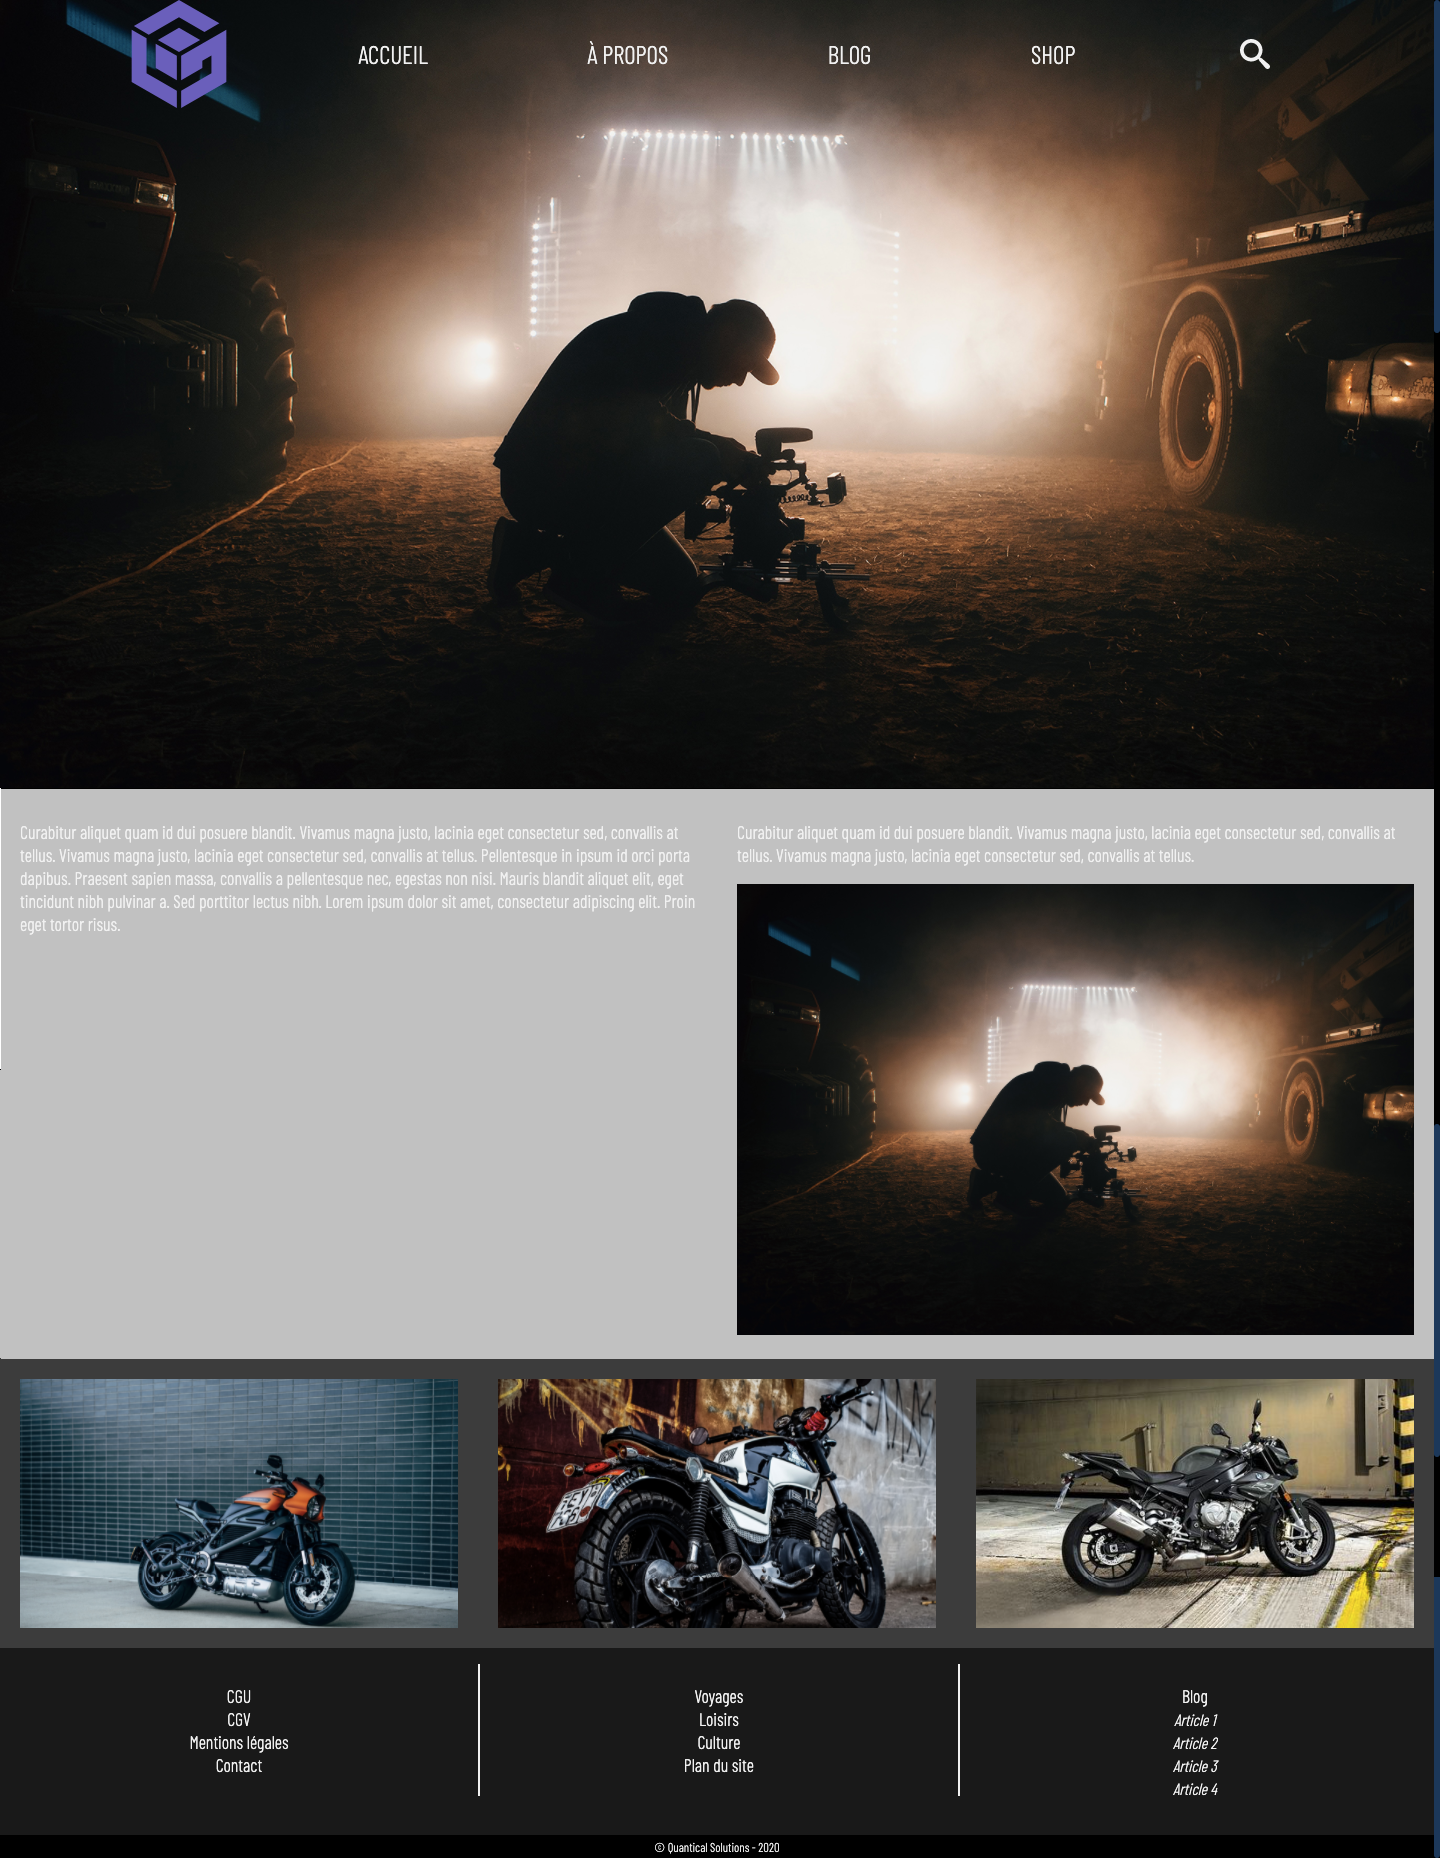 ACCUEIL
À PROPOS
BLOG
SHOP
Curabitur aliquet quam id dui posuere blandit. Vivamus magna justo, lacinia eget consectetur sed, convallis at
tellus. Vivamus magna justo, lacinia eget consectetur sed, convallis at tellus. Pellentesque in ipsum id orci porta
dapibus. Praesent sapien massa, convallis a pellentesque nec, egestas non nisi. Mauris blandit aliquet elit, eget
tincidunt nibh pulvinar a. Sed porttitor lectus nibh. Lorem ipsum dolor sit amet, consectetur adipiscing elit. Proin
eget tortor risus.
Curabitur aliquet quam id dui posuere blandit. Vivamus magna justo, lacinia eget consectetur sed, convallis at
tellus. Vivamus magna justo, lacinia eget consectetur sed, convallis at tellus.
CGU
CGV
Mentions légales
Contact
Voyages
Loisirs
Culture
Plan du site
Blog
Article 1
Article 2
Article 3
Article 4
© Quantical Solutions - 2020